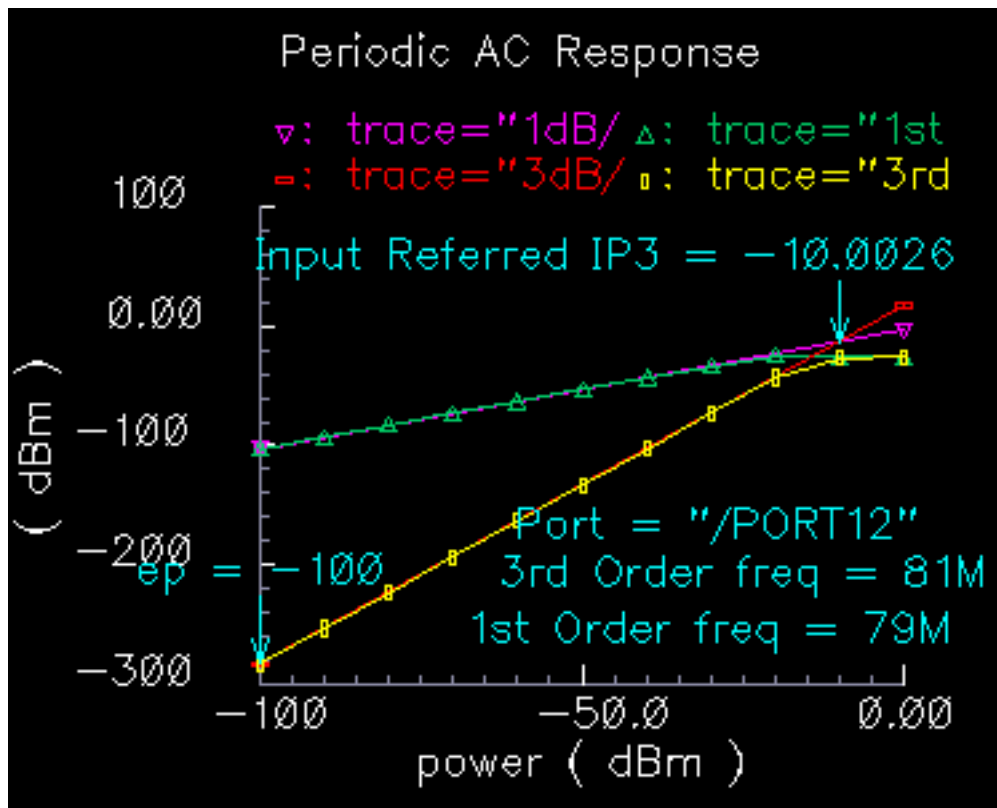 Periodic AC Response
▽: trace="1dB/ △: trace="1st
▭: trace="3dB/ ▯: trace="3rd
100
Input Referred IP3 = -10.0026
0.00
-100
( dBm )
Port = "/PORT12"
-200
ep = -100
3rd Order freq = 81M
1st Order freq = 79M
-300
-100 -50.0 0.00
power ( dBm )